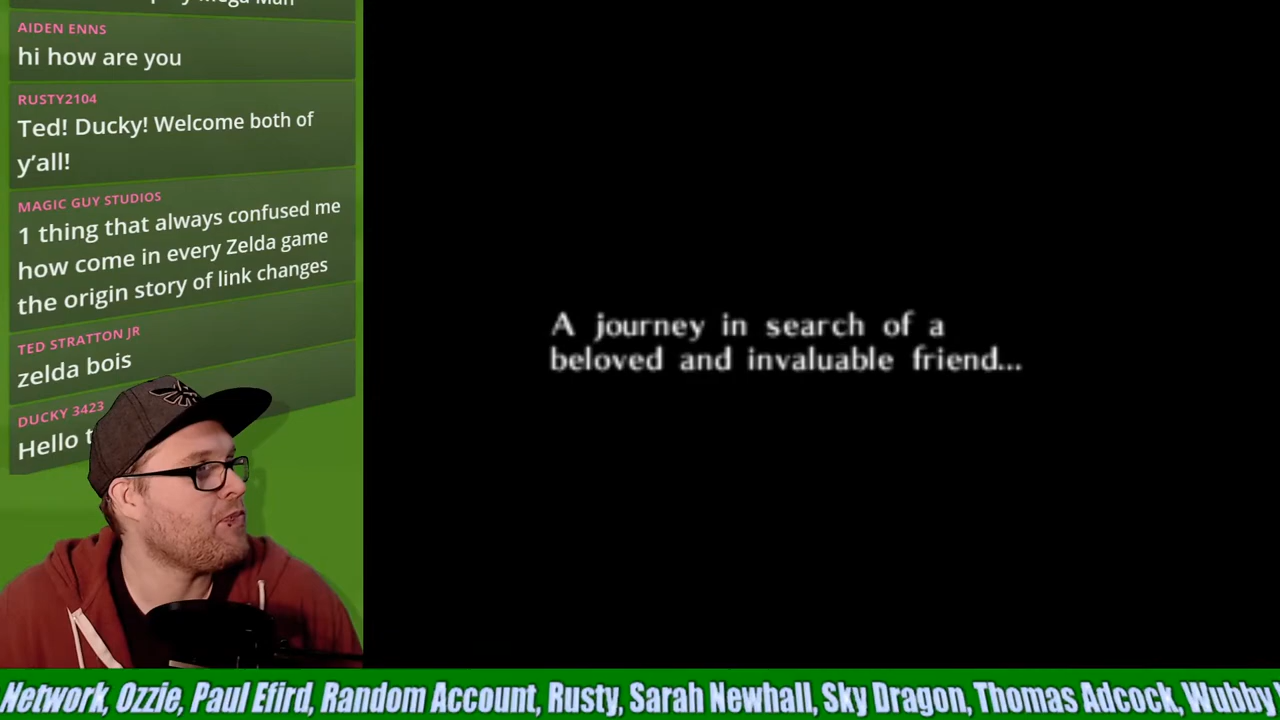 AIDEN ENNS
hi how are you
RUSTY2104
Ted! Ducky! Welcome both of
y'all!
MAGIC GUY STUDIOS
1 thing that always confused me
how come in every Zelda game
the origin story of link changes
TED STRATTON JR
zelda bois
DUCKY 3423
Hello
A journey in search of a
beloved and invaluable friend...
Network, Ozzie, Paul Efird, Random Account, Rusty, Sarah Newhall, Sky Dragon, Thomas Adcock, Wubby